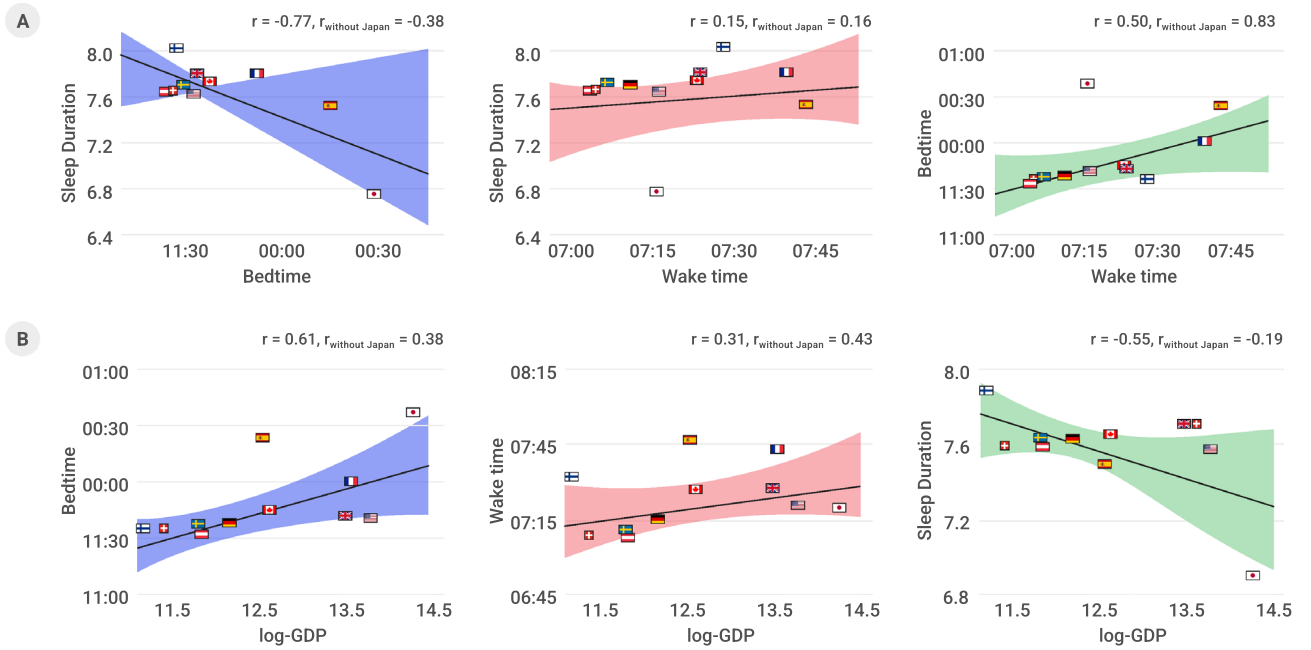 A
r = -0.77, rwithout Japan = -0.38
8.0
7.6
7.2
6.8
6.4
Sleep Duration
11:30 00:00 00:30
Bedtime
r = 0.15, rwithout Japan = 0.16
8.0
7.6
7.2
6.8
6.4
Sleep Duration
07:00 07:15 07:30 07:45
Wake time
r = 0.50, rwithout Japan = 0.83
01:00
00:30
00:00
11:30
11:00
Bedtime
07:00 07:15 07:30 07:45
Wake time
B
r = 0.61, rwithout Japan = 0.38
01:00
00:30
00:00
11:30
11:00
Bedtime
11.5 12.5 13.5 14.5
log-GDP
r = 0.31, rwithout Japan = 0.43
08:15
07:45
07:15
06:45
Wake time
11.5 12.5 13.5 14.5
log-GDP
r = -0.55, rwithout Japan = -0.19
8.0
7.6
7.2
6.8
Sleep Duration
11.5 12.5 13.5 14.5
log-GDP